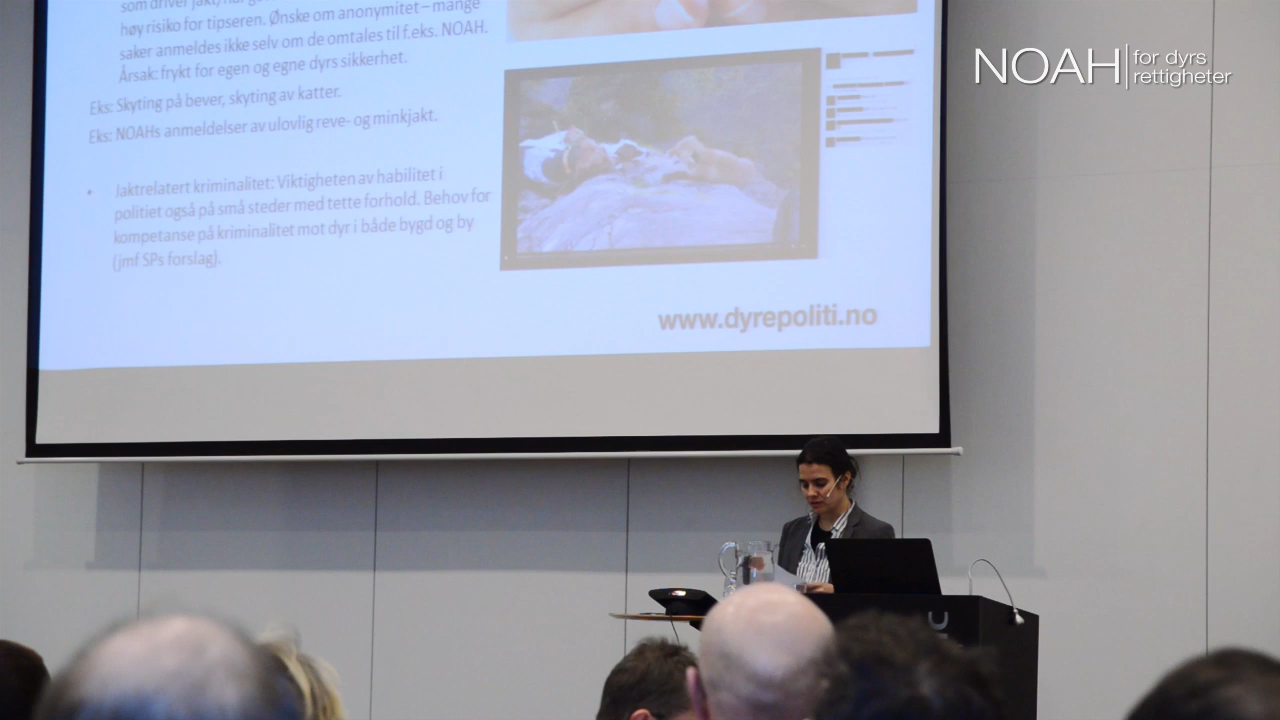 som driver jakt,
høy risiko for tipseren. Ønske om anonymitet – mange
saker anmeldes ikke selv om de omtales til f.eks. NOAH.
Årsak: frykt for egen og egne dyrs sikkerhet.
Eks: Skyting på bever, skyting av katter.
Eks: NOAHs anmeldelser av ulovlig reve- og minkjakt.
• Jaktrelatert kriminalitet: Viktigheten av habilitet i
politiet også på små steder med tette forhold. Behov for
kompetanse på kriminalitet mot dyr i både bygd og by
(jmf SPs forslag).
www.dyrepoliti.no
NOAH
for dyrs
rettigheter